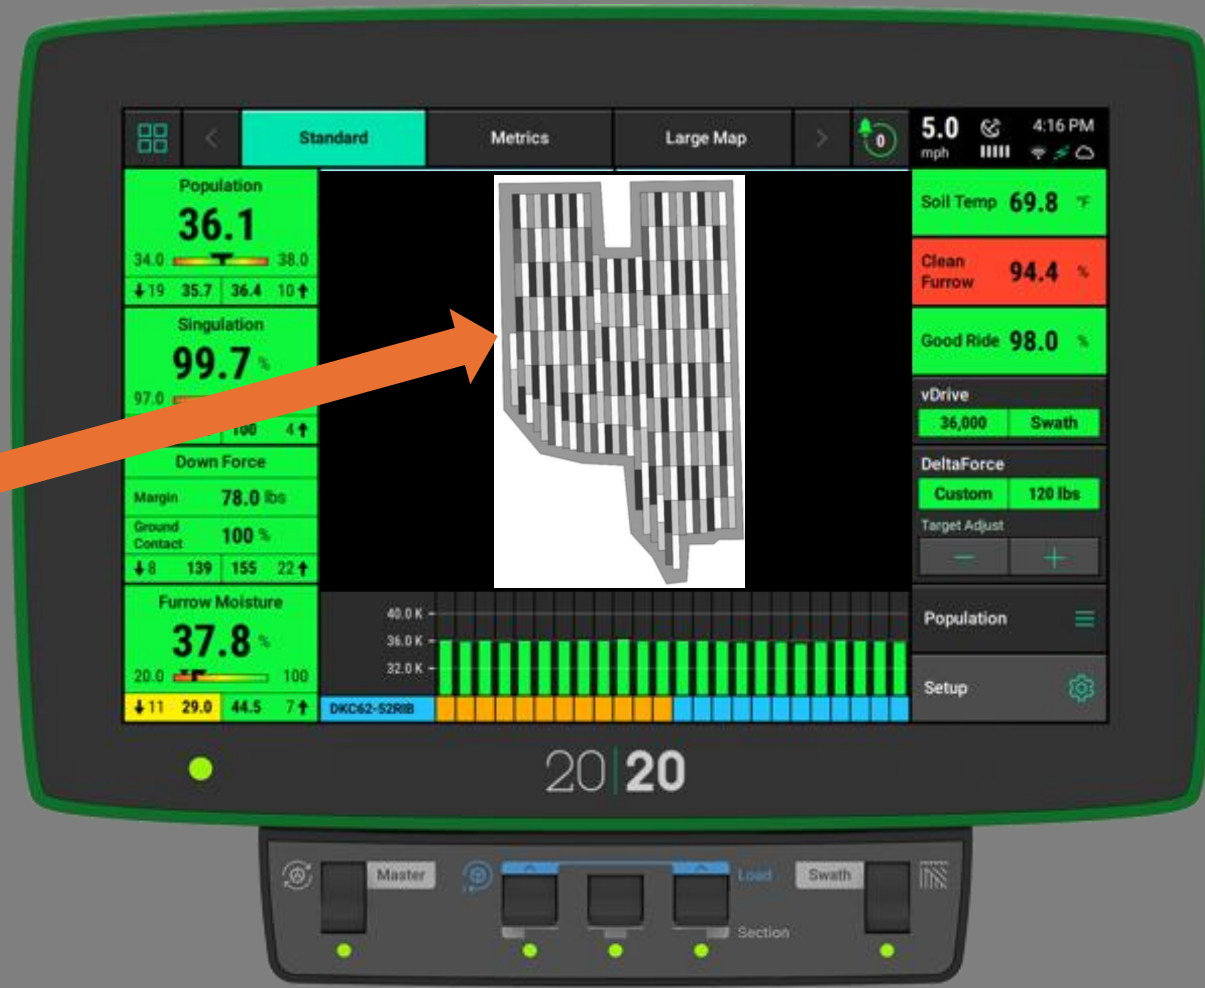 Standard
Metrics
Large Map
0
5.0
mph
4:16 PM
Population
36.1
34.0 38.0
19 35.7 36.4 10
Singulation
99.7 %
97.0
100 4
Down Force
Margin 78.0 lbs
Ground Contact 100 %
8 139 155 22
Furrow Moisture
37.8 %
20.0 100
11 29.0 44.5 7
40.0 K
36.0 K
32.0 K
DKC62-52RIB
Soil Temp 69.8 °F
Clean Furrow 94.4 %
Good Ride 98.0 %
vDrive
36,000 Swath
DeltaForce
Custom 120 lbs
Target Adjust
− +
Population
Setup
20|20
Master
Load
Swath
Section